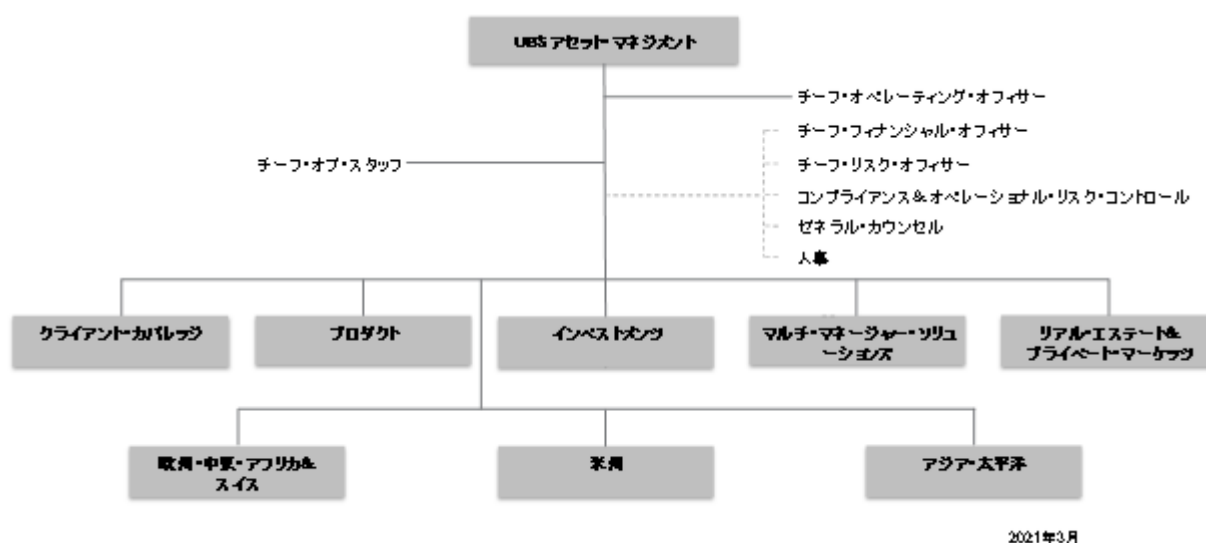 UBSアセット・マネジメント
チーフ・オペレーティング・オフィサー
チーフ・フィナンシャル・オフィサー
チーフ・オブ・スタッフ
チーフ・リスク・オフィサー
コンプライアンス＆オペレーショナル・リスク・コントロール
ゼネラル・カウンセル
人事
クライアント・カバレッジ
プロダクト
インベストメンツ
マルチ・マネージャー・ソリュ
ーションズ
リアル・エステート＆
プライベート・マーケッツ
欧州・中東・アフリカ＆
スイス
米州
アジア・太平洋
2021年3月